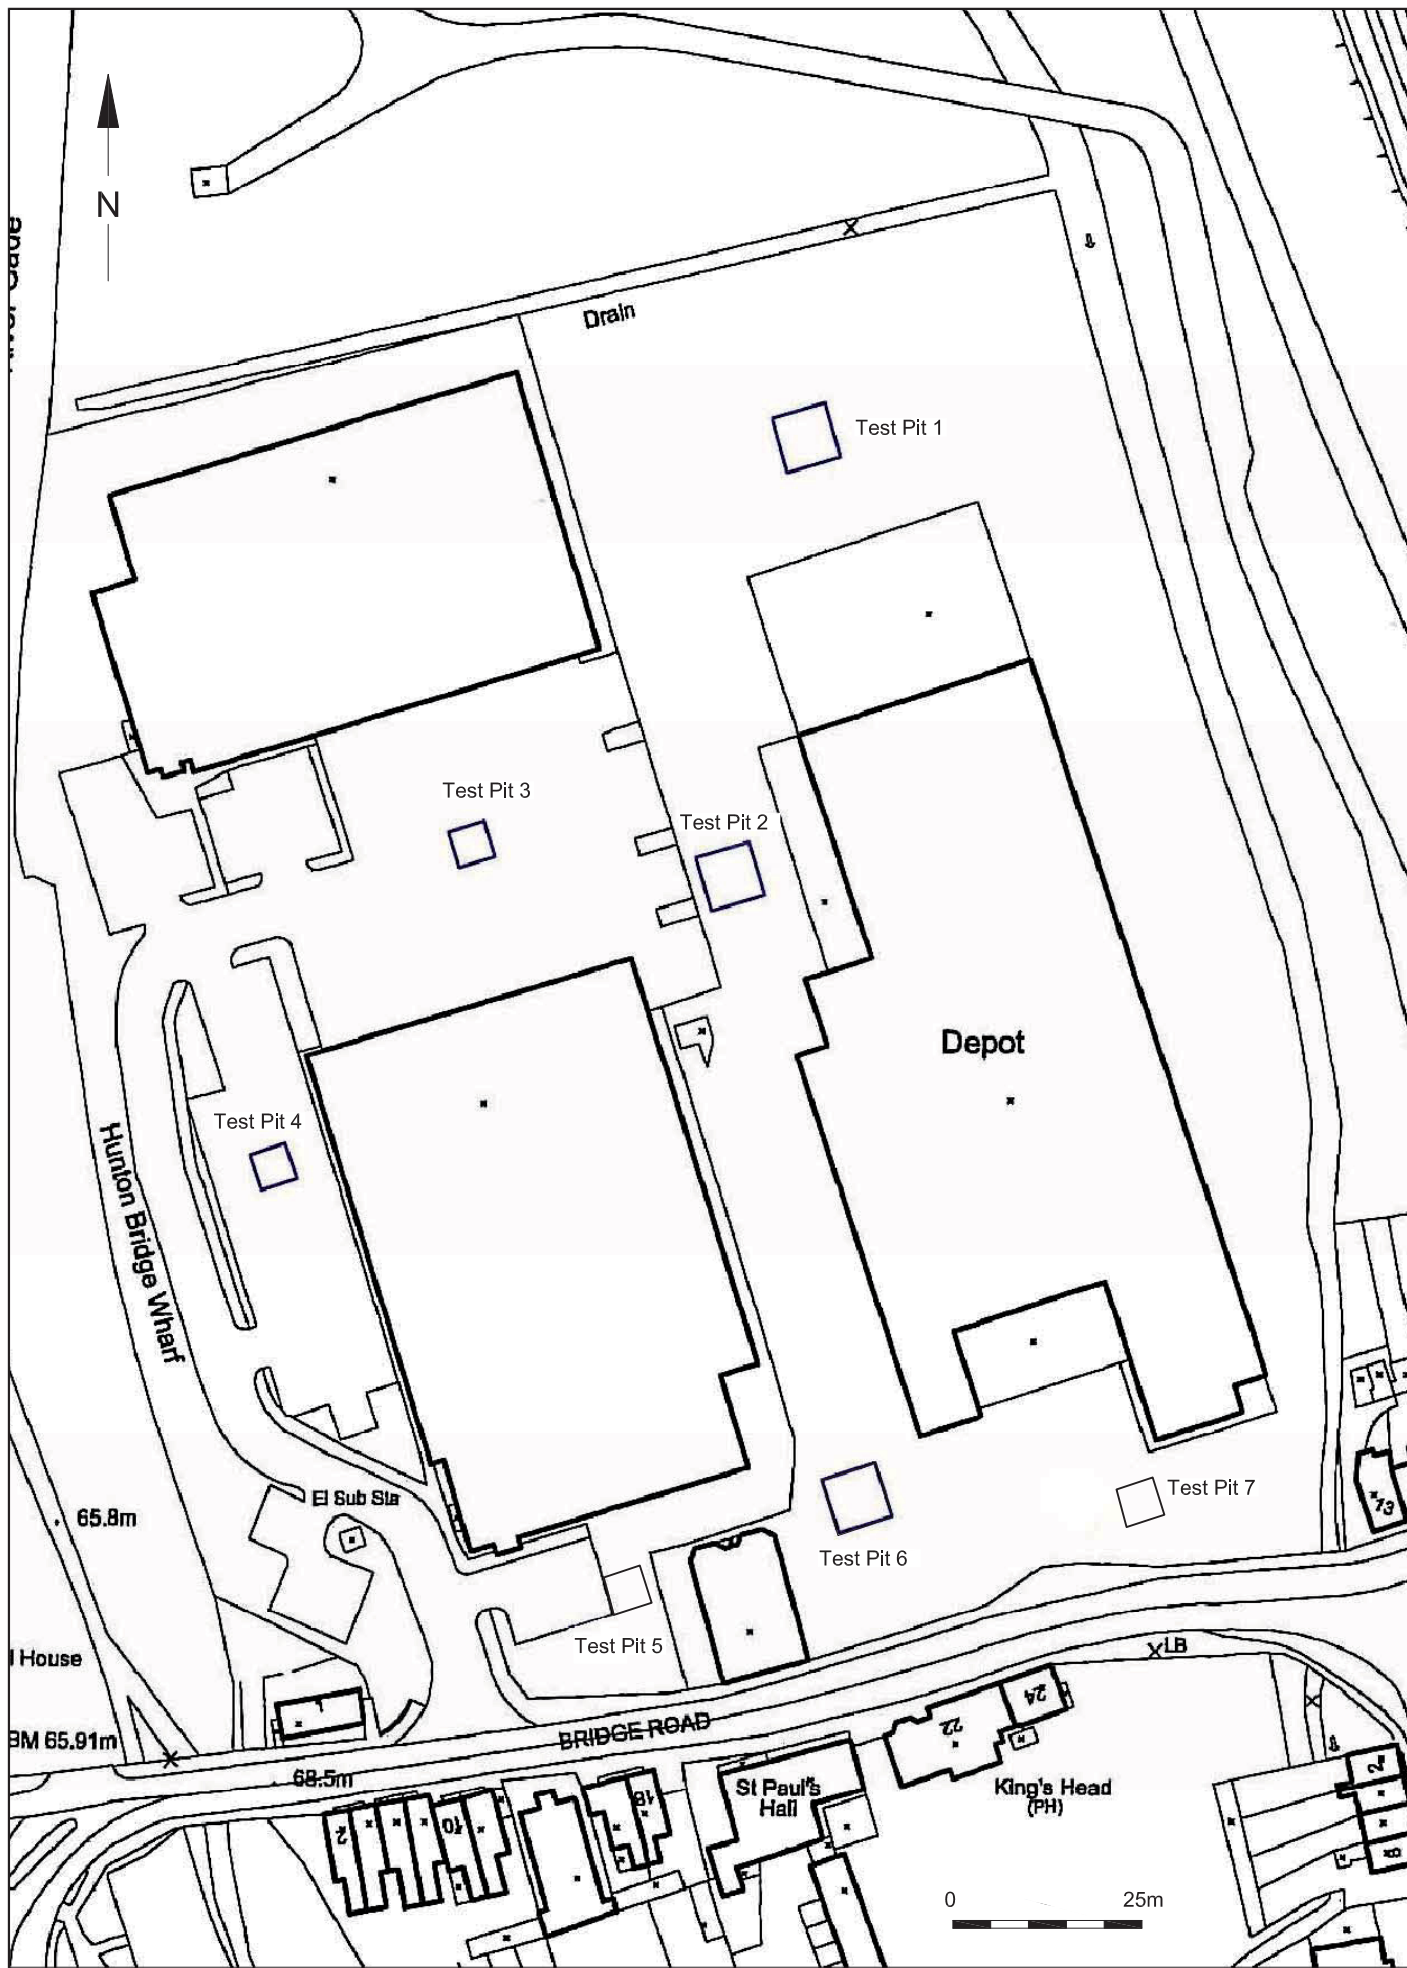 N
Drain
Test Pit 1
Test Pit 3
Test Pit 2
Depot
Test Pit 4
Hunton Bridge Wharf
El Sub Sta
65.8m
Test Pit 7
13
Test Pit 6
Test Pit 5
House
LB
24
22
BM 65.91m
BRIDGE ROAD
68.5m
St Paul's
Hall
King's Head
(PH)
2
10
18
2
8
0
25m